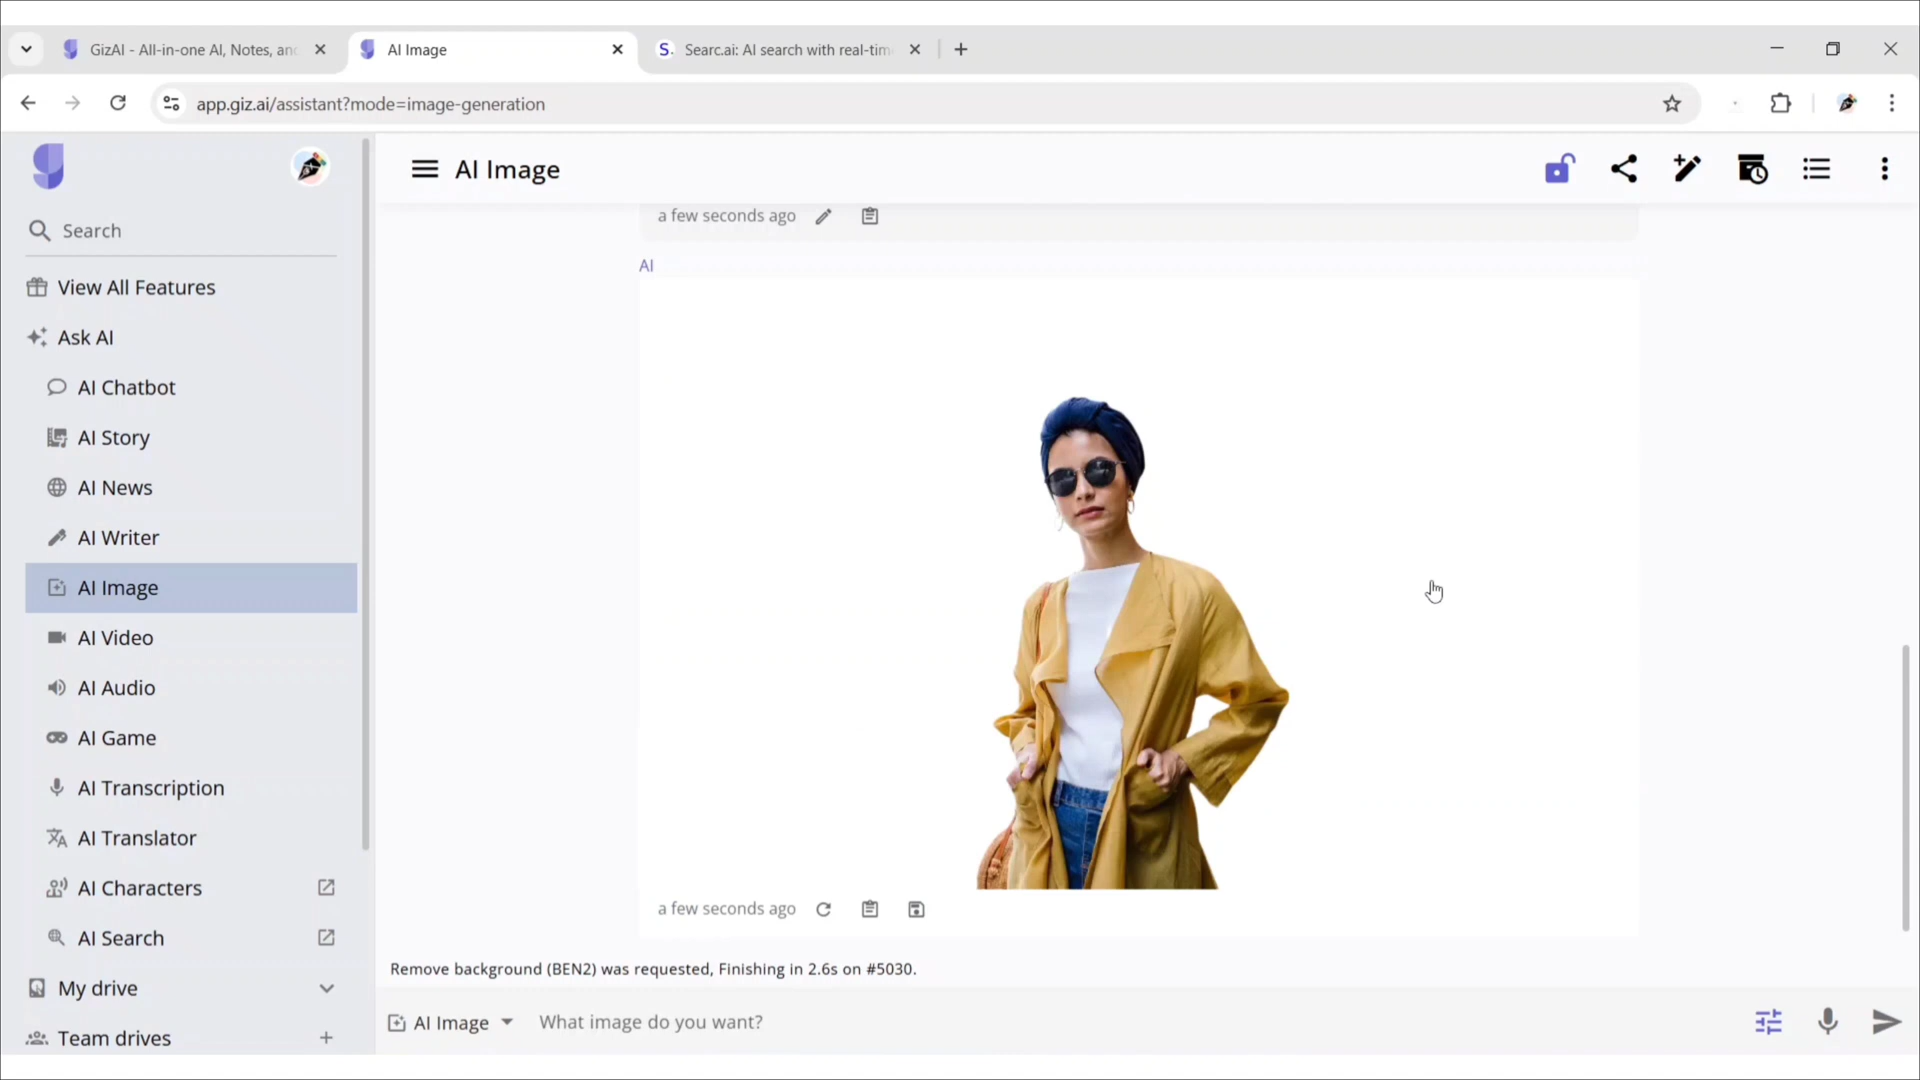 GizAI - All-in-one AI, Notes, and
AI Image
S. Searc.ai: AI search with real-tim
app.giz.ai/assistant?mode=image-generation
AI Image
Search
View All Features
Ask AI
AI Chatbot
AI Story
AI News
AI Writer
AI Image
AI Video
AI Audio
AI Game
AI Transcription
AI Translator
AI Characters
AI Search
My drive
Team drives
a few seconds ago
AI
a few seconds ago
Remove background (BEN2) was requested, Finishing in 2.6s on #5030.
AI Image
What image do you want?